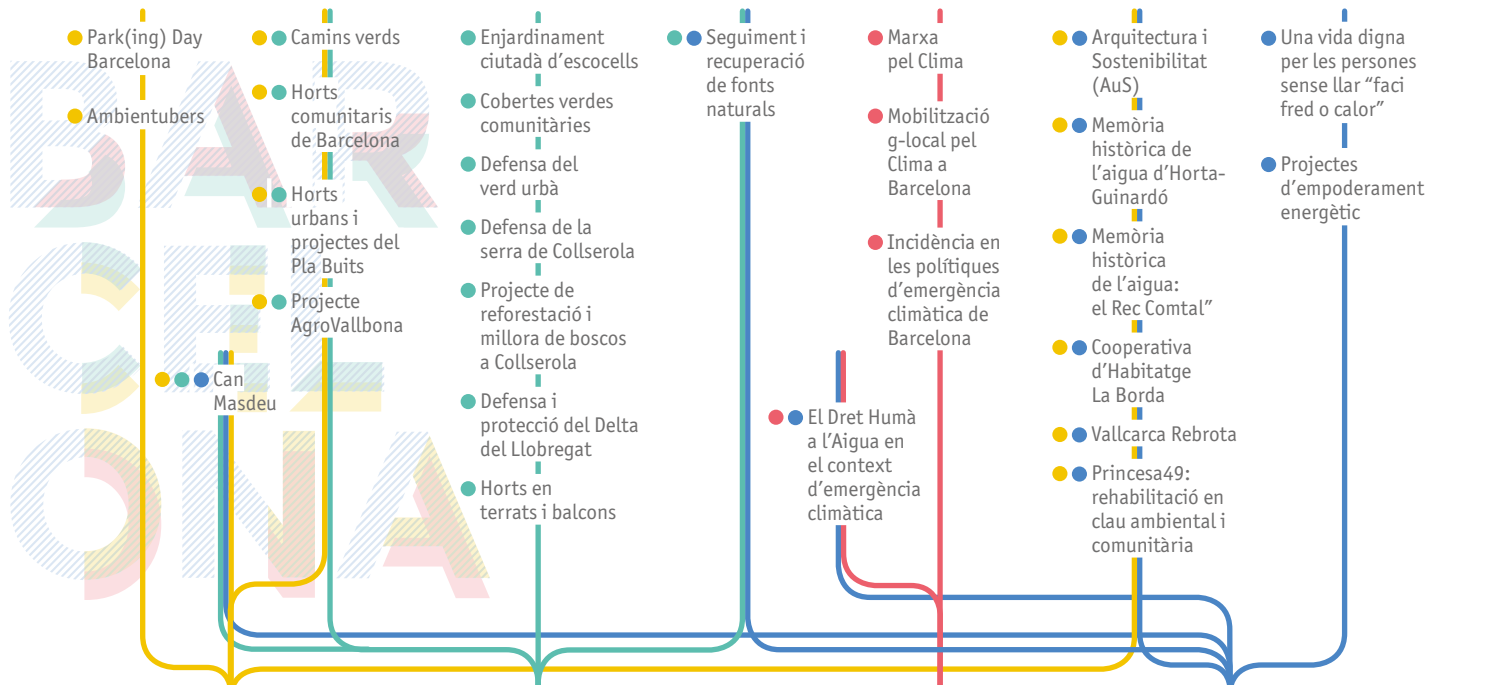 BAR
CEL
ONA
Park(ing) Day
Barcelona
Ambientubers
Camins verds
Horts
comunitaris
de Barcelona
Horts
urbans i
projectes del
Pla Buits
Projecte
AgroVallbona
Can
Masdeu
Enjardinament
ciutadà d’escocells
Cobertes verdes
comunitàries
Defensa del
verd urbà
Defensa de la
serra de Collserola
Projecte de
reforestació i
millora de boscos
a Collserola
Defensa i
protecció del Delta
del Llobregat
Horts en
terrats i balcons
Seguiment i
recuperació
de fonts
naturals
Marxa
pel Clima
Mobilització
g-local pel
Clima a
Barcelona
Incidència en
les polítiques
d’emergència
climàtica de
Barcelona
El Dret Humà
a l’Aigua en
el context
d’emergència
climàtica
Arquitectura i
Sostenibilitat
(AuS)
Memòria
històrica de
l’aigua d’Horta-
Guinardó
Memòria
històrica
de l’aigua:
el Rec Comtal”
Cooperativa
d’Habitatge
La Borda
Vallcarca Rebrota
Princesa49:
rehabilitació en
clau ambiental i
comunitària
Una vida digna
per les persones
sense llar “faci
fred o calor”
Projectes
d’empoderament
energètic